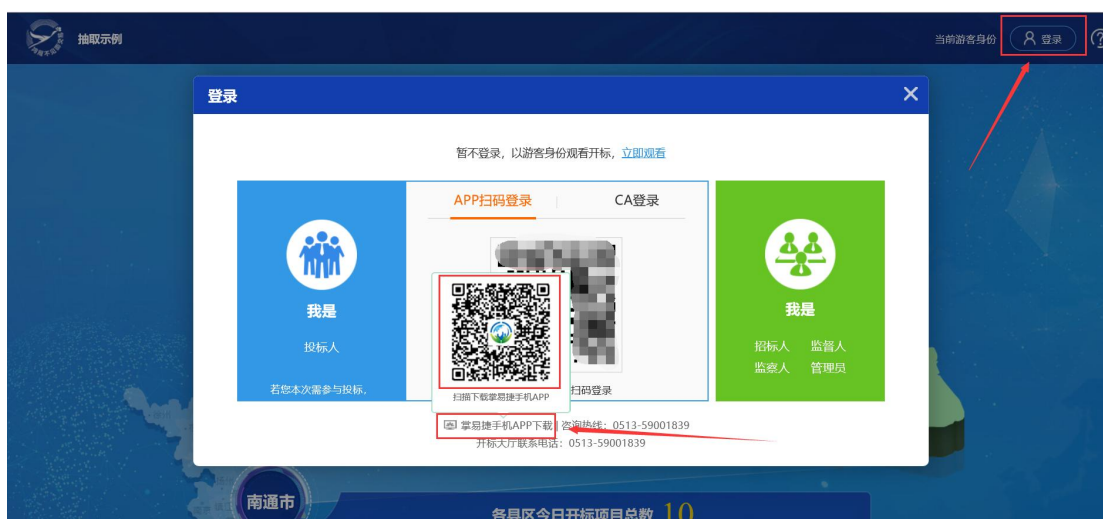 抽取示例
当前游客身份 登录
登录
暂不登录，以游客身份观看开标，立即观看
APP扫码登录 CA登录
我是
投标人
若您本次需参与投标，
扫描下载掌易捷手机APP
扫码登录
我是
招标人 监督人
监察人 管理员
掌易捷手机APP下载 | 咨询热线：0513-59001839
开标大厅联系电话：0513-59001839
南通市
各县区今日开标项目总数 10